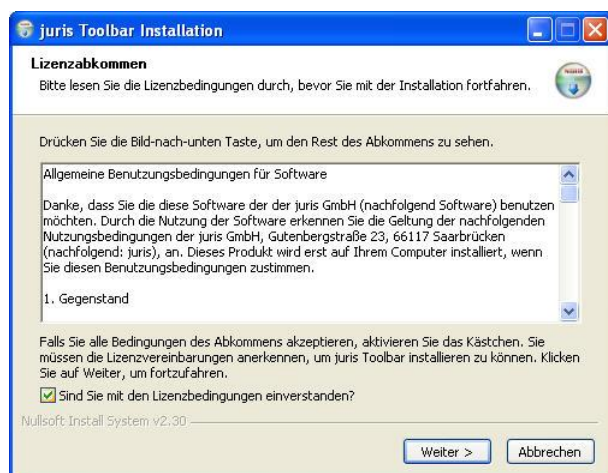 juris Toolbar Installation
Lizenzabkommen
Bitte lesen Sie die Lizenzbedingungen durch, bevor Sie mit der Installation fortfahren.
Drücken Sie die Bild-nach-unten Taste, um den Rest des Abkommens zu sehen.
Allgemeine Benutzungsbedingungen für Software
Danke, dass Sie die diese Software der der juris GmbH (nachfolgend Software) benutzen
möchten. Durch die Nutzung der Software erkennen Sie die Geltung der nachfolgenden
Nutzungsbedingungen der juris GmbH, Gutenbergstraße 23, 66117 Saarbrücken
(nachfolgend: juris), an. Dieses Produkt wird erst auf Ihrem Computer installiert, wenn
Sie diesen Benutzungsbedingungen zustimmen.
1. Gegenstand
Falls Sie alle Bedingungen des Abkommens akzeptieren, aktivieren Sie das Kästchen. Sie
müssen die Lizenzvereinbarungen anerkennen, um juris Toolbar installieren zu können. Klicken
Sie auf Weiter, um fortzufahren.
Sind Sie mit den Lizenzbedingungen einverstanden?
Nullsoft Install System v2.30
Weiter >
Abbrechen